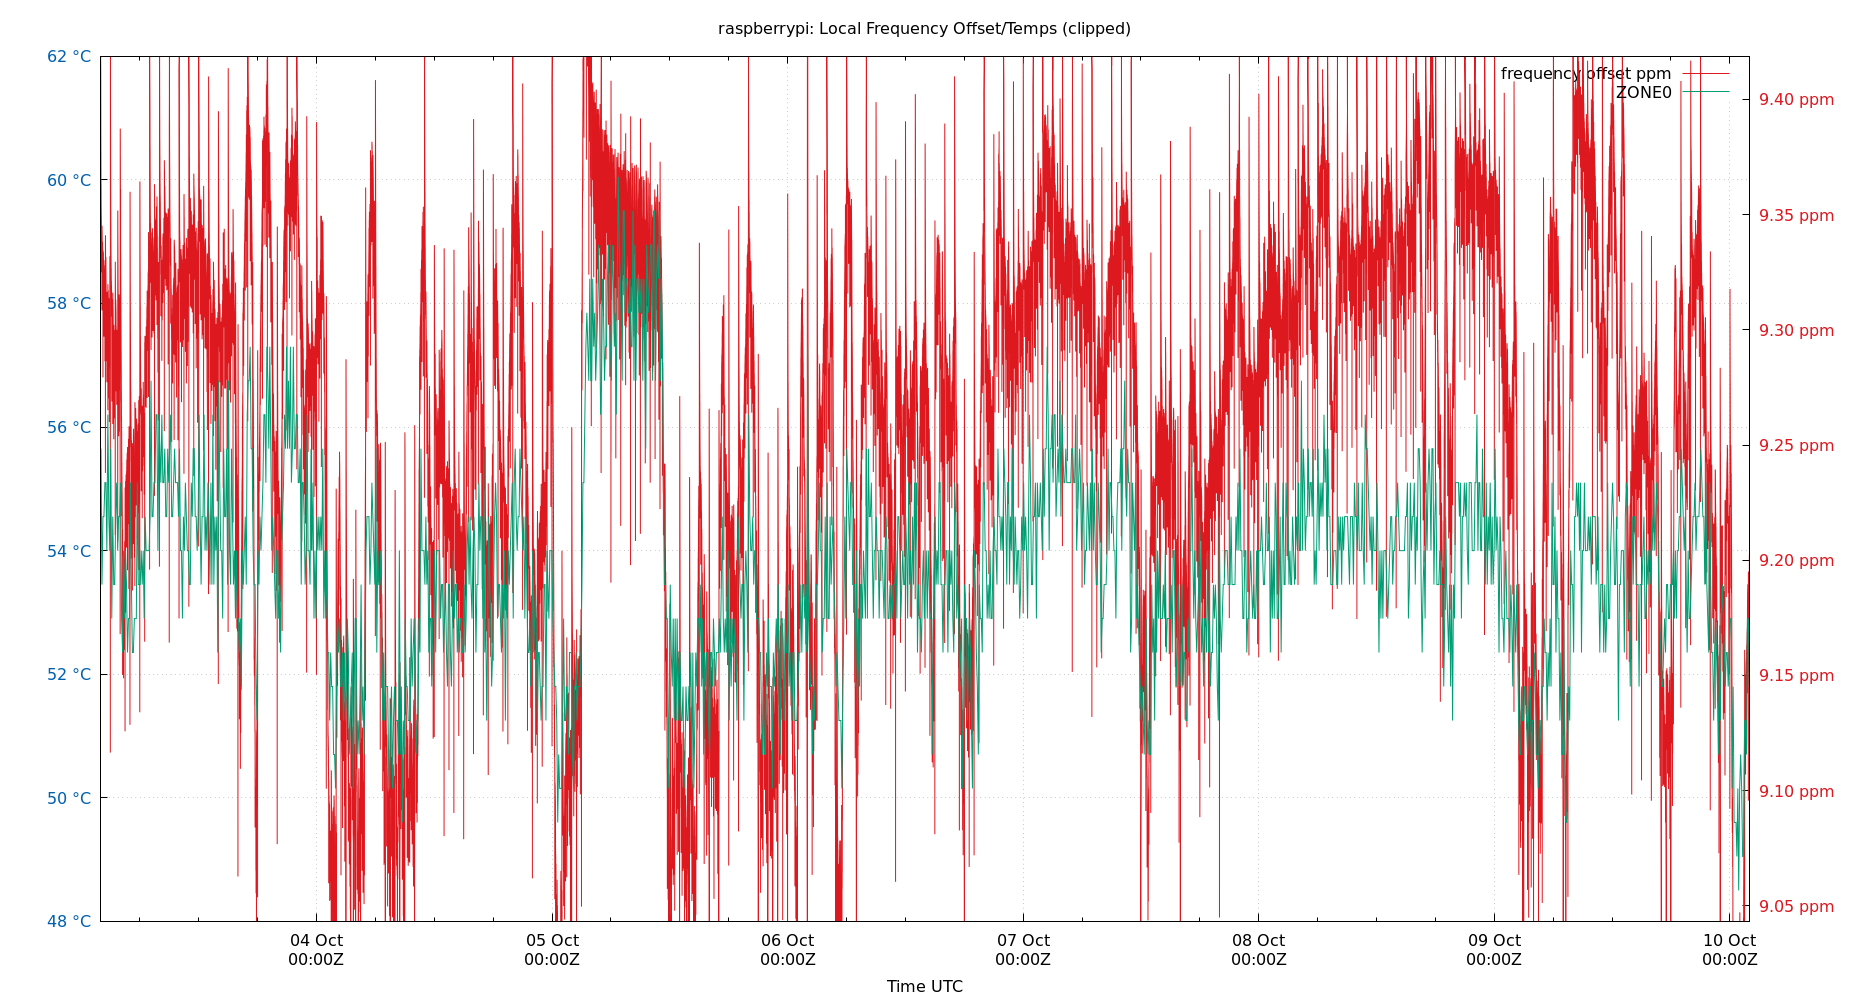 raspberrypi: Local Frequency Offset/Temps (clipped)
62 °C
60 °C
58 °C
56 °C
54 °C
52 °C
50 °C
48 °C
frequency offset ppm
ZONE0
9.40 ppm
9.35 ppm
9.30 ppm
9.25 ppm
9.20 ppm
9.15 ppm
9.10 ppm
9.05 ppm
04 Oct
00:00Z
05 Oct
00:00Z
06 Oct
00:00Z
07 Oct
00:00Z
08 Oct
00:00Z
09 Oct
00:00Z
10 Oct
00:00Z
Time UTC